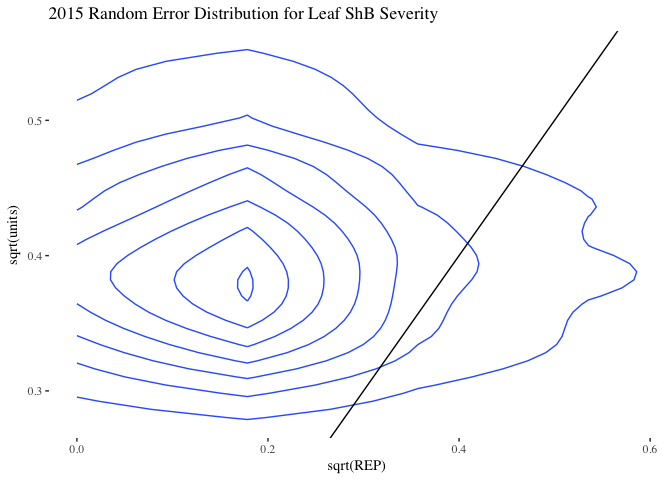 2015 Random Error Distribution for Leaf ShB Severity
sqrt(units)
0.5
0.4
0.3
0.0 0.2 0.4 0.6
sqrt(REP)